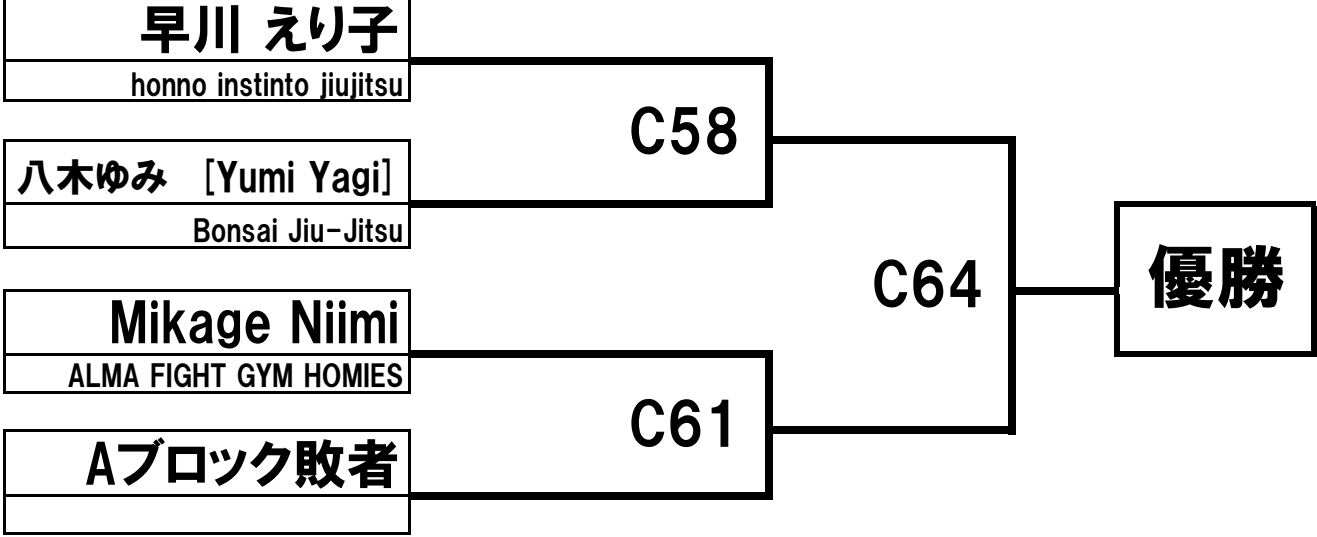 早川 えり子
honno instinto jiujitsu
C58
八木ゆみ　[Yumi Yagi]
Bonsai Jiu-Jitsu
C64
優勝
Mikage Niimi
ALMA FIGHT GYM HOMIES
C61
Aブロック敗者